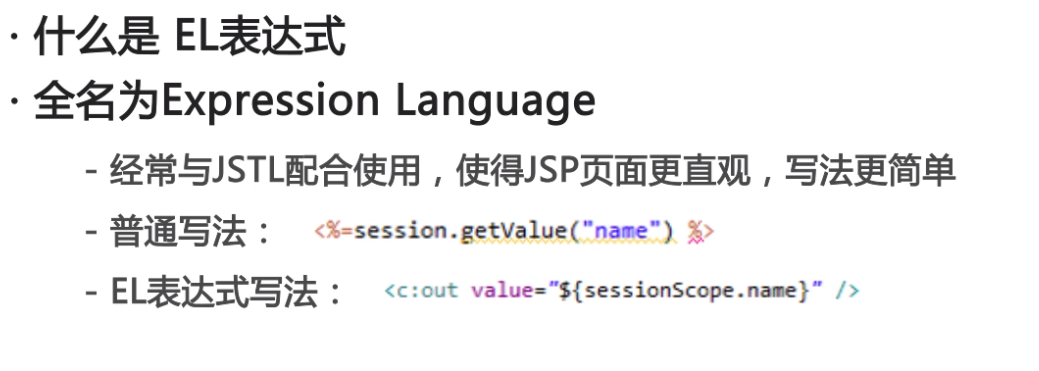 · 什么是 EL表达式
· 全名为Expression Language
- 经常与JSTL配合使用，使得JSP页面更直观，写法更简单
- 普通写法： <%=session.getValue("name") %>
- EL表达式写法： <c:out value="${sessionScope.name}" />